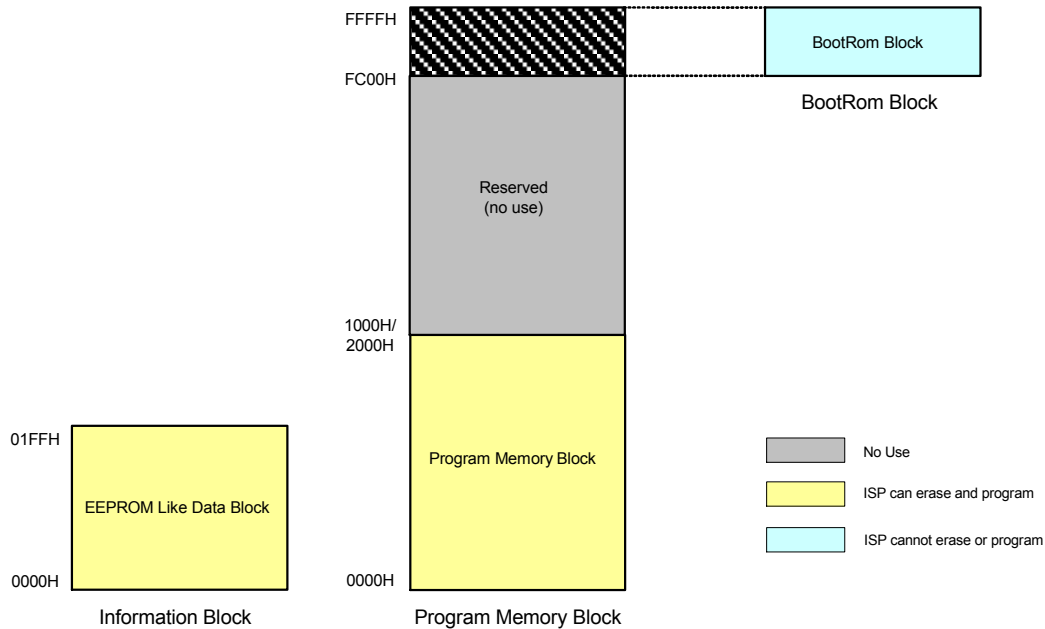 FFFFH
BootRom Block
FC00H
BootRom Block
Reserved
(no use)
1000H/
2000H
01FFH
EEPROM Like Data Block
Program Memory Block
No Use
ISP can erase and program
ISP cannot erase or program
0000H
0000H
Information Block
Program Memory Block